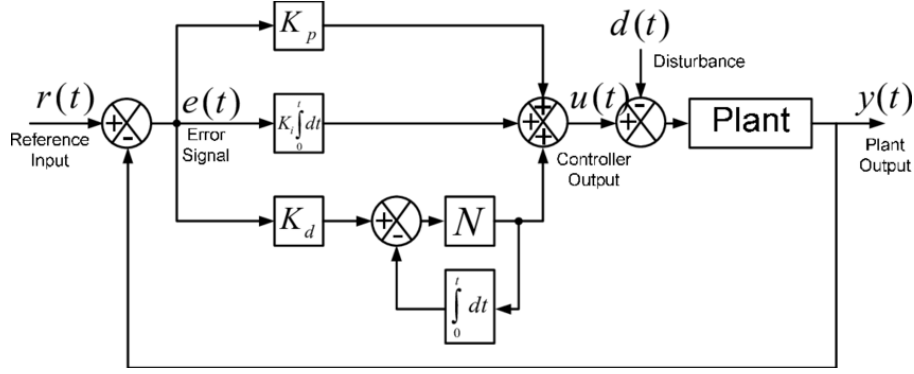 K_p
d(t)
Disturbance
r(t)
Reference
Input
+
-
e(t)
Error
Signal
K_i∫_0^t dt
+
+
+
u(t)
Controller
Output
-
+
Plant
y(t)
Plant
Output
K_d
+
-
N
∫_0^t dt